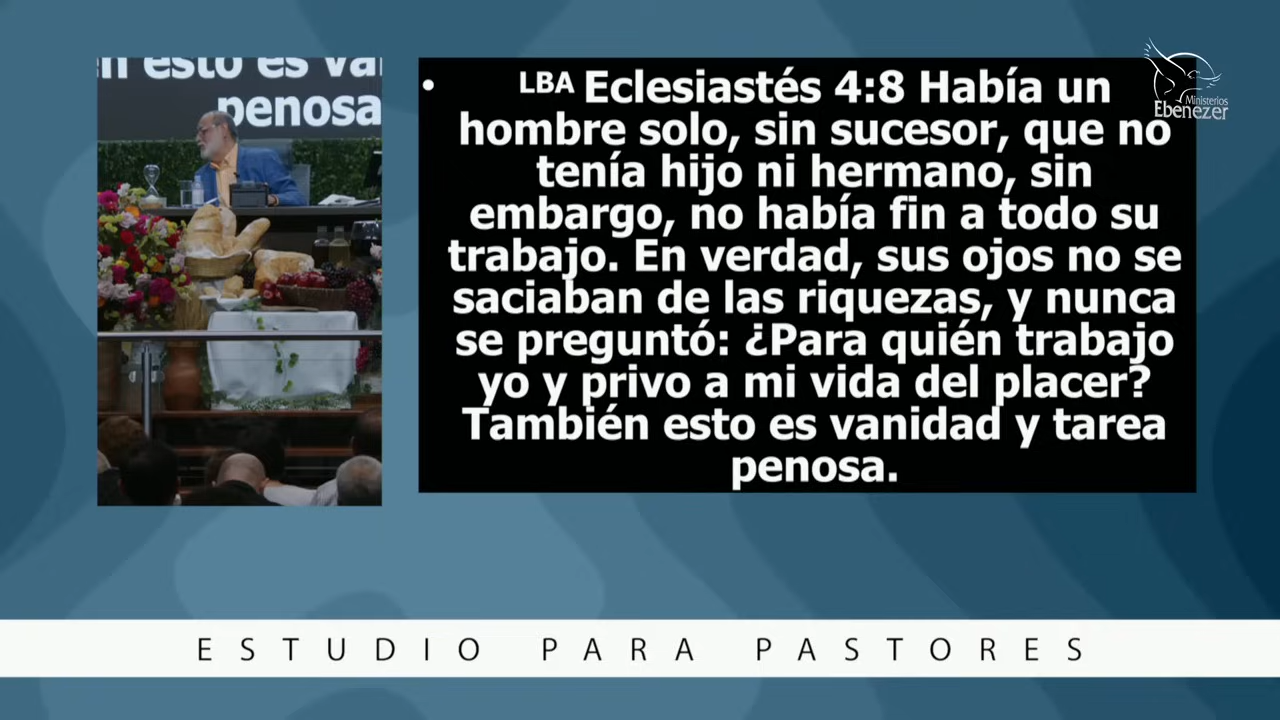 en esto es va
penosa
• LBA Eclesiastés 4:8 Había un
hombre solo, sin sucesor, que no
tenía hijo ni hermano, sin
embargo, no había fin a todo su
trabajo. En verdad, sus ojos no se
saciaban de las riquezas, y nunca
se preguntó: ¿Para quién trabajo
yo y privo a mi vida del placer?
También esto es vanidad y tarea
penosa.
Ministerios
Ebenezer
ESTUDIO PARA PASTORES